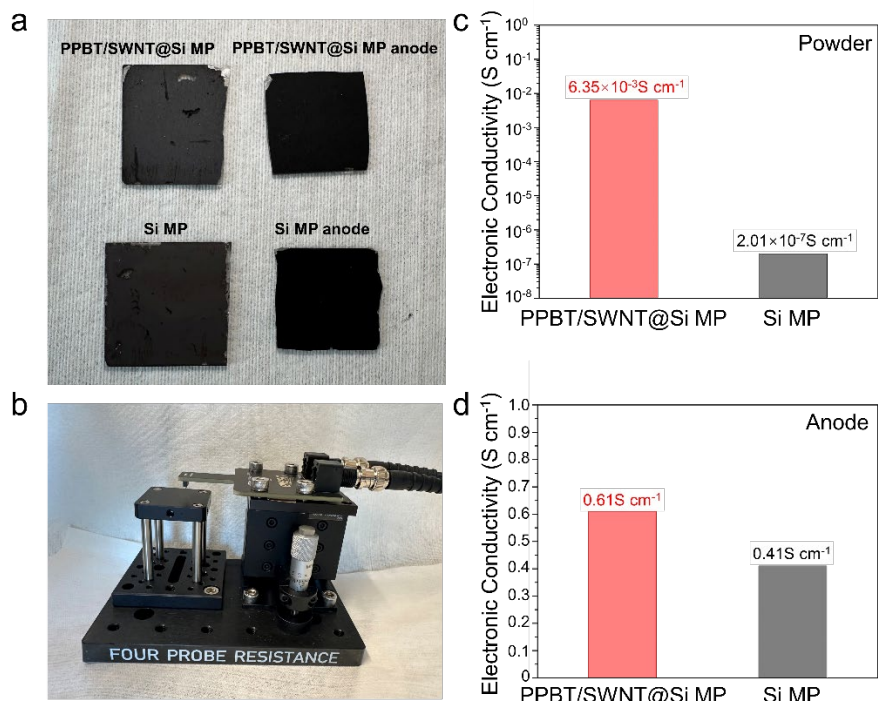 a
PPBT/SWNT@Si MP
PPBT/SWNT@Si MP anode
Si MP
Si MP anode
b
FOUR PROBE RESISTANCE
c
Electronic Conductivity (S cm⁻¹)
10⁰
10⁻¹
10⁻²
10⁻³
10⁻⁴
10⁻⁵
10⁻⁶
10⁻⁷
10⁻⁸
Powder
6.35×10⁻³S cm⁻¹
2.01×10⁻⁷S cm⁻¹
PPBT/SWNT@Si MP
Si MP
d
Electronic Conductivity (S cm⁻¹)
1.0
0.9
0.8
0.7
0.6
0.5
0.4
0.3
0.2
0.1
0
Anode
0.61S cm⁻¹
0.41S cm⁻¹
PPBT/SWNT@Si MP
Si MP